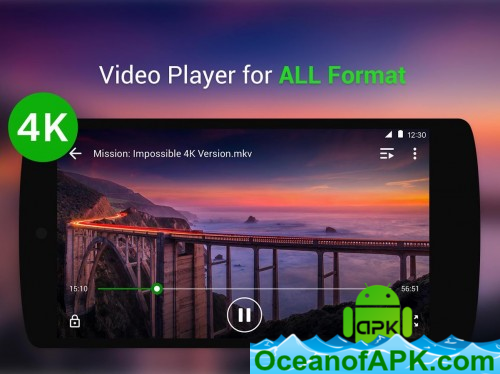 Video Player for ALL Format
4K
12:30
Mission: Impossible 4K Version.mkv
15:10
56:51
apk
OceanofAPK.com